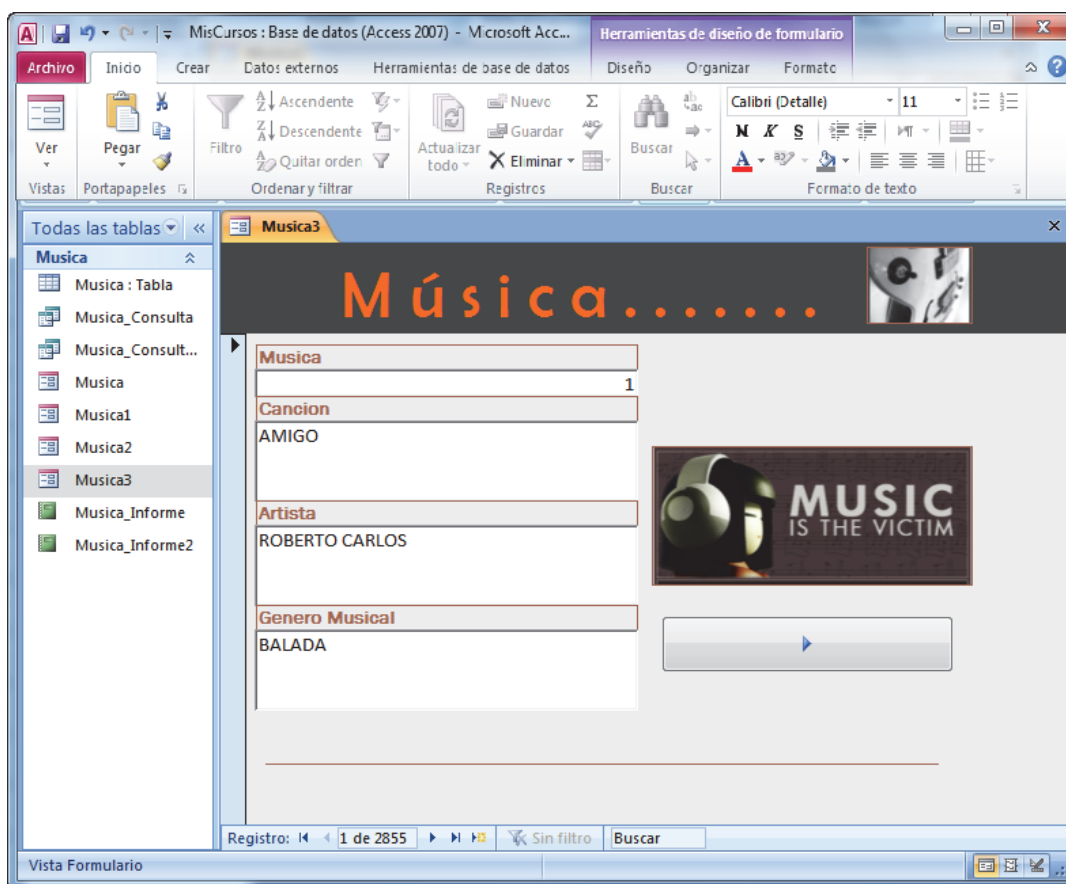 MisCursos : Base de datos (Access 2007) - Microsoft Acc...
Herramientas de diseño de formulario
Archivo Inicio Crear Datos externos Herramientas de base de datos Diseño Organizar Formato
Ver
Pegar
Filtro
Ascendente
Descendente
Quitar orden
Actualizar
todo
Nuevo
Guardar
Eliminar
Buscar
Calibri (Detalle) 11
N K S
Vistas Portapapeles Ordenar y filtrar Registros Buscar Formato de texto
Todas las tablas
Musica
Musica : Tabla
Musica_Consulta
Musica_Consult...
Musica
Musica1
Musica2
Musica3
Musica_Informe
Musica_Informe2
Musica3
Música.......
Musica
1
Cancion
AMIGO
Artista
ROBERTO CARLOS
Genero Musical
BALADA
MUSIC
IS THE VICTIM
Registro: 1 de 2855 Sin filtro Buscar
Vista Formulario